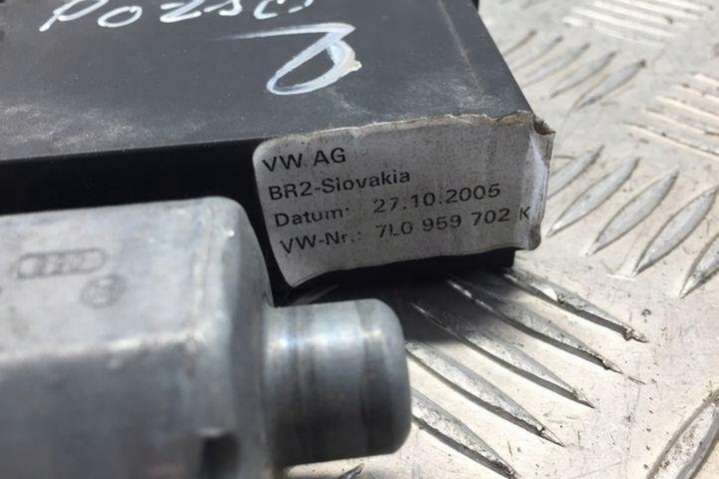 VW AG
BR2-Slovakia
Datum: 27.10.2005
VW-Nr.: 7L0 959 702 K